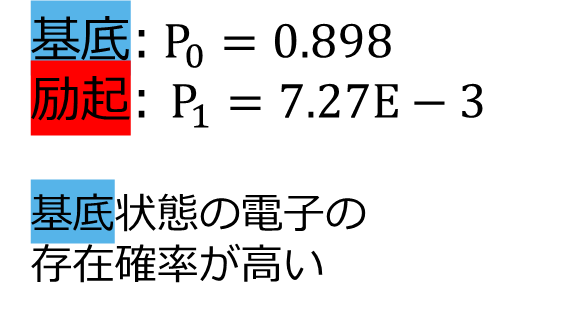 基底: P₀ = 0.898
励起: P₁ = 7.27E − 3
基底状態の電子の
存在確率が高い